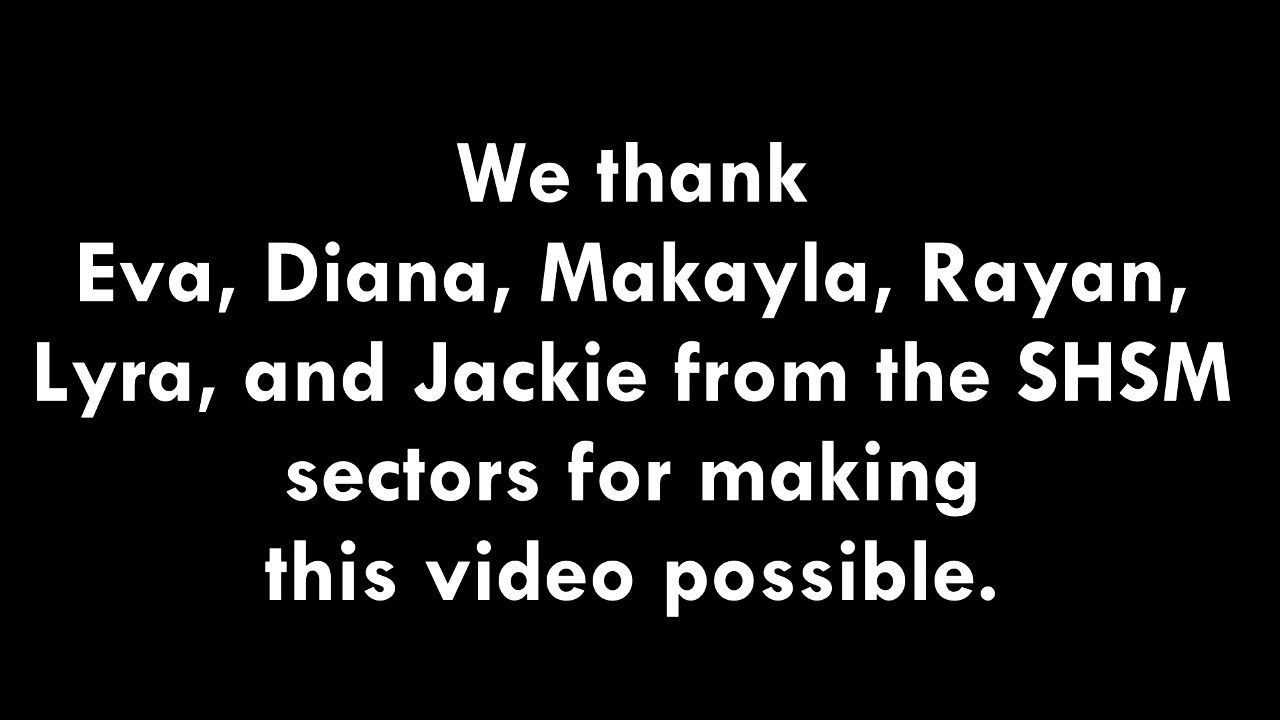 We thank
Eva, Diana, Makayla, Rayan,
Lyra, and Jackie from the SHSM
sectors for making
this video possible.